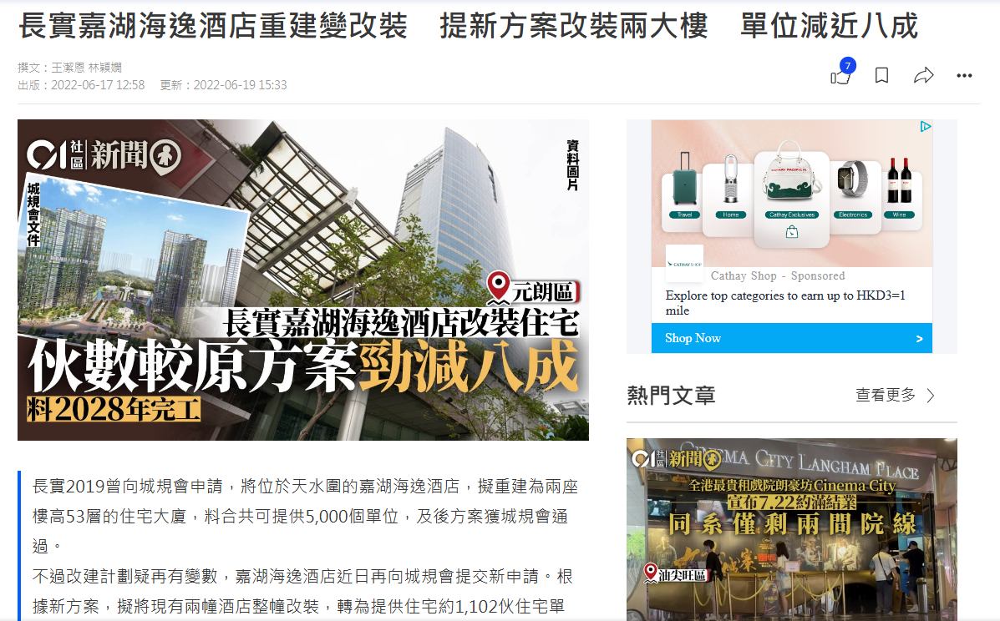 長實嘉湖海逸酒店重建變改裝　提新方案改裝兩大樓　單位減近八成
撰文：王潔恩 林穎嫺
出版：2022-06-17 12:58　更新：2022-06-19 15:33
7
01社區新聞
資料圖片
城規會文件
元朗區
長實嘉湖海逸酒店改裝住宅
伙數較原方案勁減八成
料2028年完工
長實2019曾向城規會申請，將位於天水圍的嘉湖海逸酒店，擬重建為兩座
樓高53層的住宅大廈，料合共可提供5,000個單位，及後方案獲城規會通
過。
不過改建計劃疑再有變數，嘉湖海逸酒店近日再向城規會提交新申請。根
據新方案，擬將現有兩幢酒店整幢改裝，轉為提供住宅約1,102伙住宅單
CATHAY PACIFIC
Travel
Home
Cathay Exclusives
Electronics
Wine
CATHAY SHOP
Cathay Shop - Sponsored
Explore top categories to earn up to HKD3=1
mile
Shop Now >
熱門文章
查看更多
01社區新聞
CINEMA CITY LANGHAM PLACE
全港最貴租戲院朗豪坊Cinema City
宣布7.22約滿結業
同系僅剩兩間院線
油尖旺區